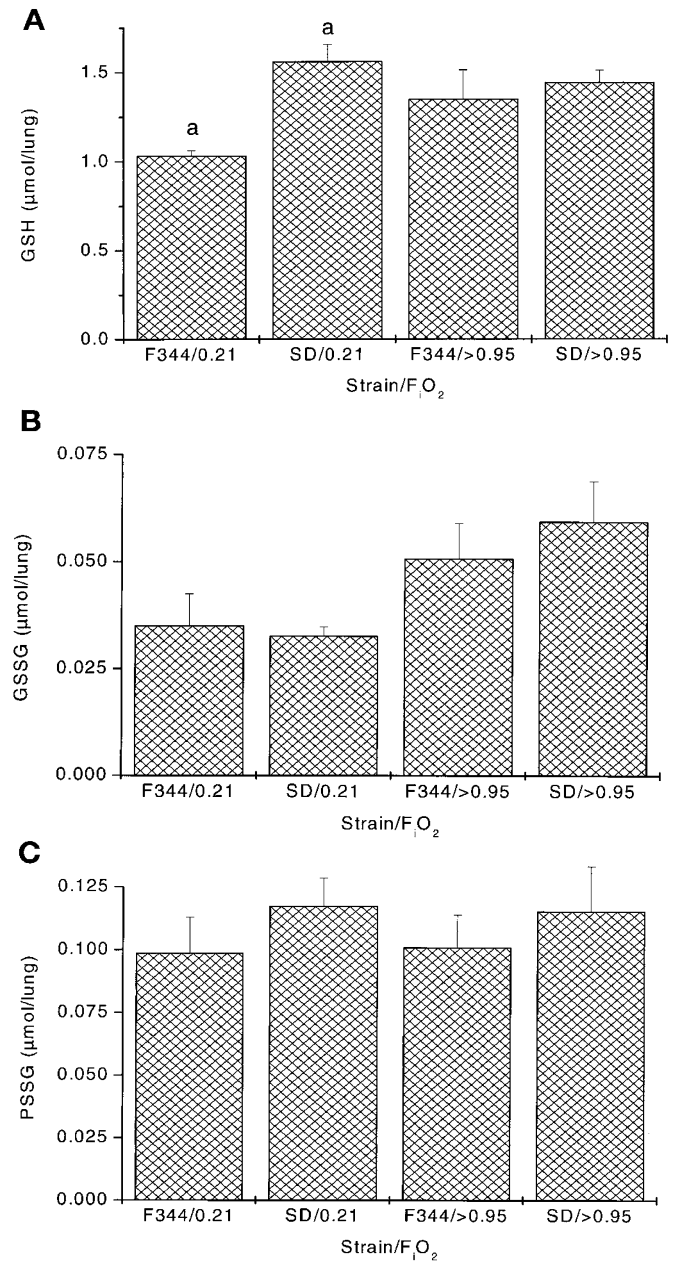 A
a
a
1.5
1.0
0.5
0.0
GSH (μmol/lung)
F344/0.21 SD/0.21 F344/>0.95 SD/>0.95
Strain/FiO2
B
0.075
0.050
0.025
0.000
GSSG (μmol/lung)
F344/0.21 SD/0.21 F344/>0.95 SD/>0.95
Strain/FiO2
C
0.125
0.100
0.075
0.050
0.025
0.000
PSSG (μmol/lung)
F344/0.21 SD/0.21 F344/>0.95 SD/>0.95
Strain/FiO2